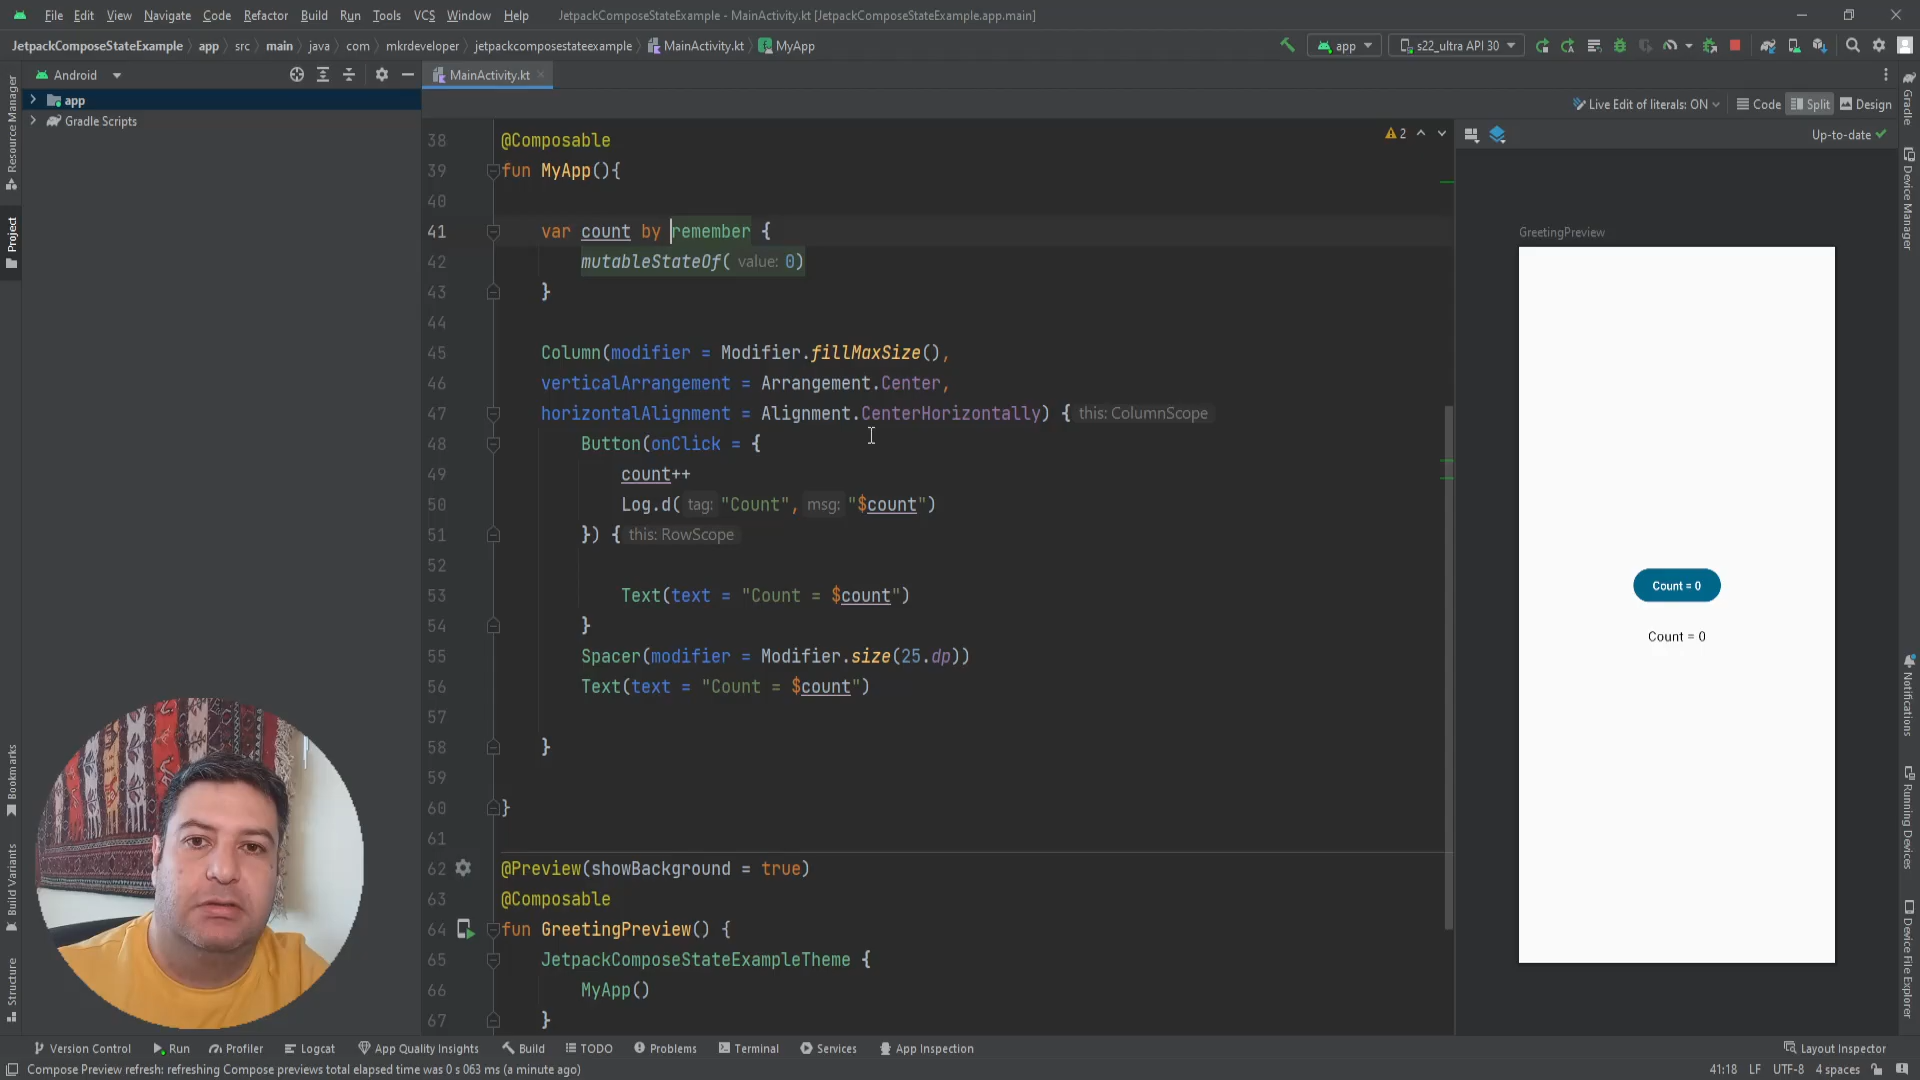 File Edit View Navigate Code Refactor Build Run Tools VCS Window Help JetpackComposeStateExample - MainActivity.kt [JetpackComposeStateExample.app.main]
JetpackComposeStateExample app src main java com mkrdeveloper jetpackcomposestateexample MainActivity.kt MyApp app s22_ultra API 30
Android MainActivity.kt
app
Gradle Scripts
Live Edit of literals: ON Code Split Design
2
Up-to-date
38 @Composable
39 fun MyApp(){
40
41 var count by remember {
42 mutableStateOf( value: 0)
43 }
44
45 Column(modifier = Modifier.fillMaxSize(),
46 verticalArrangement = Arrangement.Center,
47 horizontalAlignment = Alignment.CenterHorizontally) { this: ColumnScope
48 Button(onClick = {
49 count++
50 Log.d( tag: "Count", msg: "$count")
51 }) { this: RowScope
52
53 Text(text = "Count = $count")
54 }
55 Spacer(modifier = Modifier.size(25.dp))
56 Text(text = "Count = $count")
57
58 }
59
60 }
61
62 @Preview(showBackground = true)
63 @Composable
64 fun GreetingPreview() {
65 JetpackComposeStateExampleTheme {
66 MyApp()
67 }
GreetingPreview
Count = 0
Count = 0
Resource Manager
Project
Bookmarks
Build Variants
Structure
Gradle
Device Manager
Notifications
Running Devices
Device File Explorer
Version Control Run Profiler Logcat App Quality Insights Build TODO Problems Terminal Services App Inspection Layout Inspector
Compose Preview refresh: refreshing Compose previews total elapsed time was 0 s 063 ms (a minute ago) 41:18 LF UTF-8 4 spaces